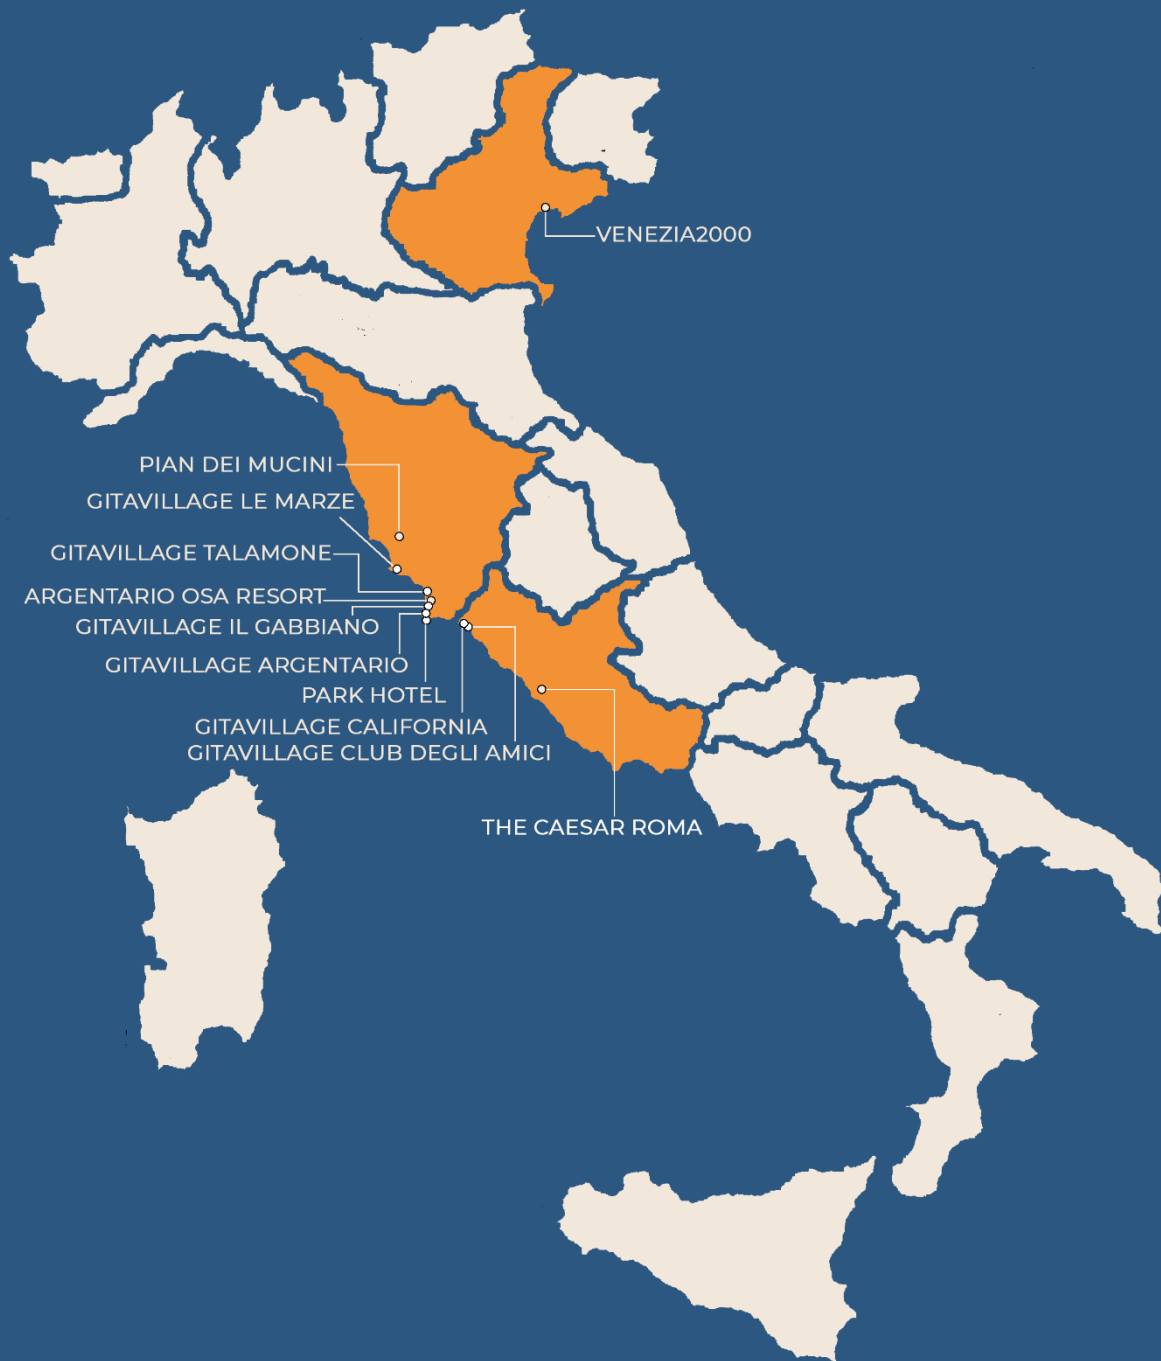 VENEZIA2000
PIAN DEI MUCINI
GITAVILLAGE LE MARZE
GITAVILLAGE TALAMONE
ARGENTARIO OSA RESORT
GITAVILLAGE IL GABBIANO
GITAVILLAGE ARGENTARIO
PARK HOTEL
GITAVILLAGE CALIFORNIA
GITAVILLAGE CLUB DEGLI AMICI
THE CAESAR ROMA